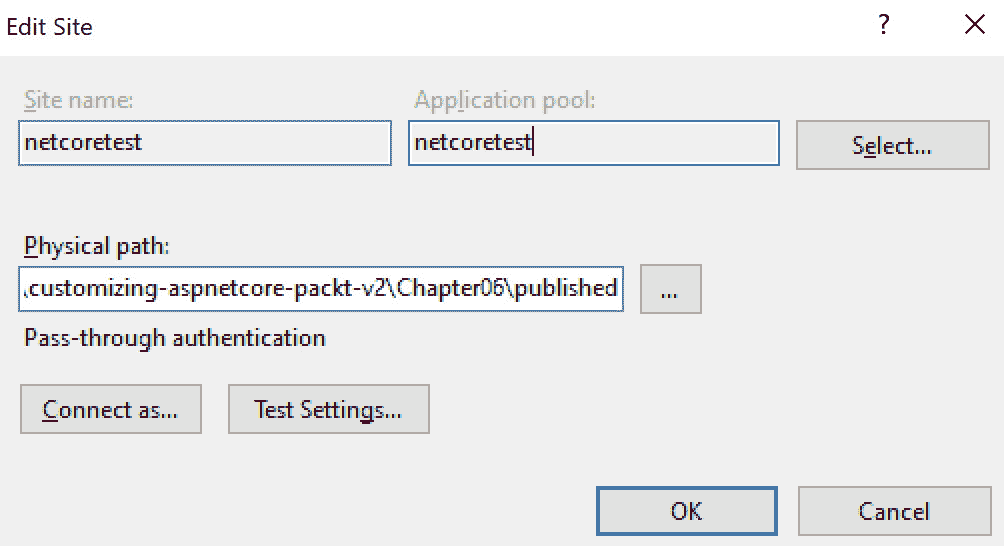 Edit Site
?
Site name:
Application pool:
netcoretest
netcoretest
Select...
Physical path:
\customizing-aspnetcore-packt-v2\Chapter06\published
...
Pass-through authentication
Connect as...
Test Settings...
OK
Cancel